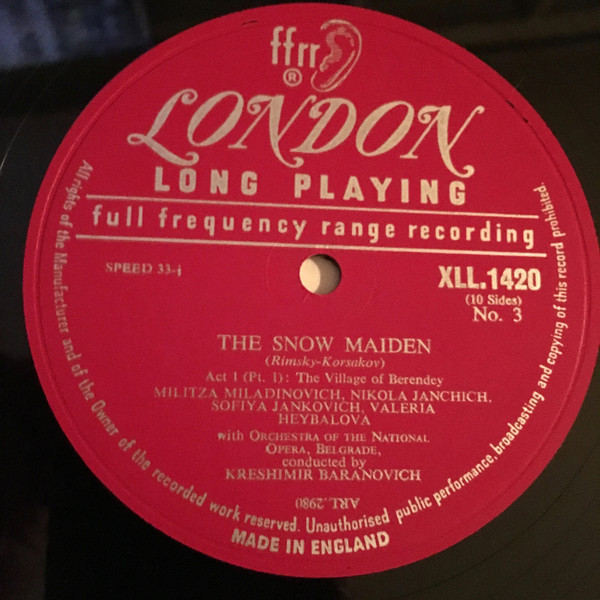 ffrr
®
LONDON
LONG PLAYING
full frequency range recording
SPEED 33-⅓
XLL.1420
(10 Sides)
No. 3
THE SNOW MAIDEN
(Rimsky-Korsakov)
Act 1 (Pt. 1): The Village of Berendey
MILITZA MILADINOVICH, NIKOLA JANCHICH,
SOFIYA JANKOVICH, VALERIA
HEYBALOVA
with ORCHESTRA OF THE NATIONAL
OPERA, BELGRADE,
conducted by
KRESHIMIR BARANOVICH
ARL.2980
All rights of the Manufacturer and of the Owner of the recorded work reserved. Unauthorised public performance, broadcasting and copying of this record prohibited.
MADE IN ENGLAND